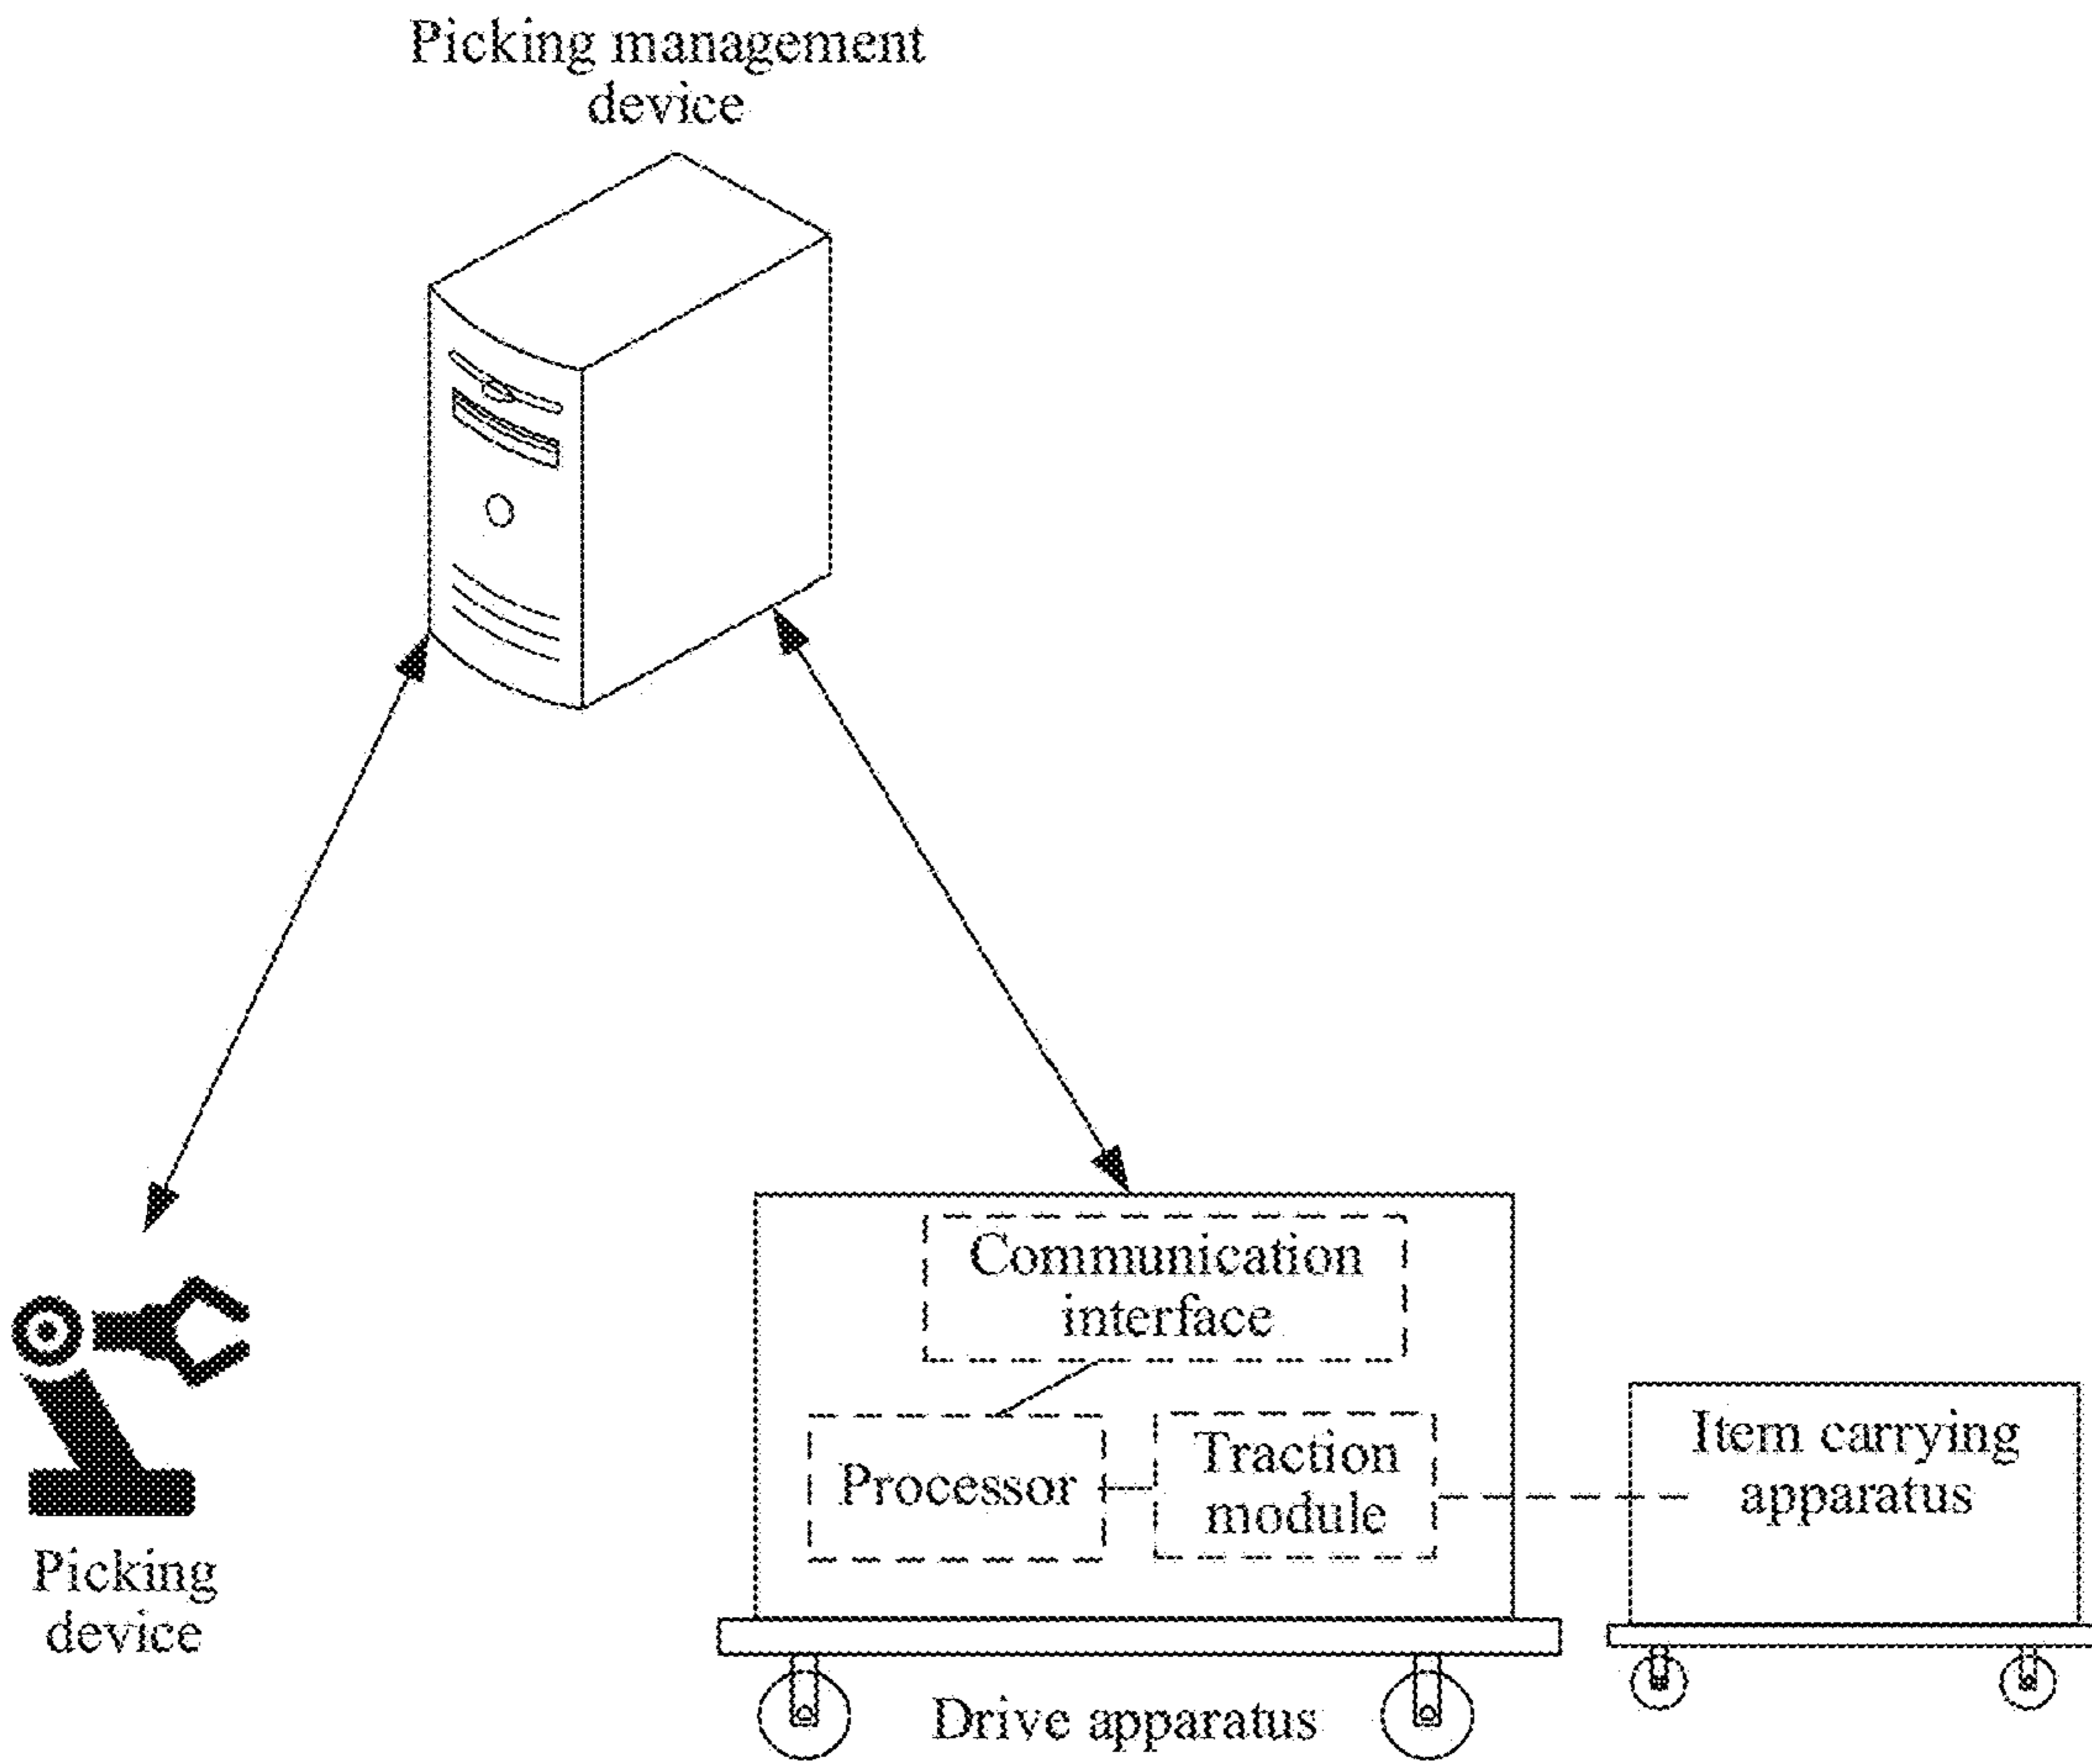 Picking management
device
Communication
interface
Processor
Traction
module
Item carrying
apparatus
Picking
device
Drive apparatus